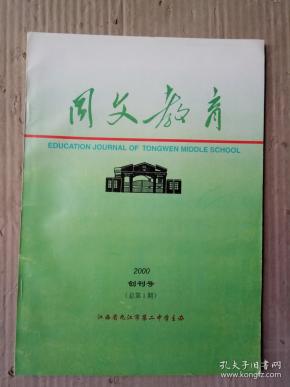 同文教育
EDUCATION JOURNAL OF TONGWEN MIDDLE SCHOOL
2000
创刊号
(总第1期)
江西省九江市第二中学主办
孔夫子旧书网